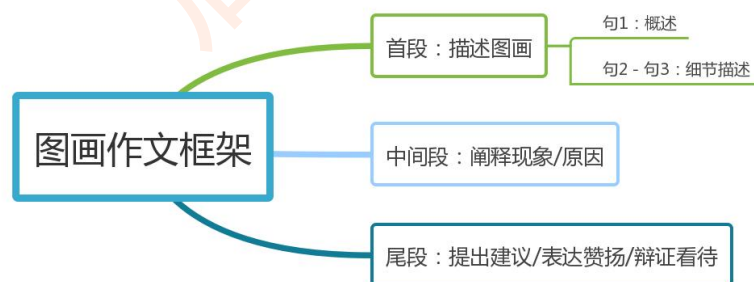 图画作文框架
首段：描述图画
句1：概述
句2 - 句3：细节描述
中间段：阐释现象/原因
尾段：提出建议/表达赞扬/辩证看待